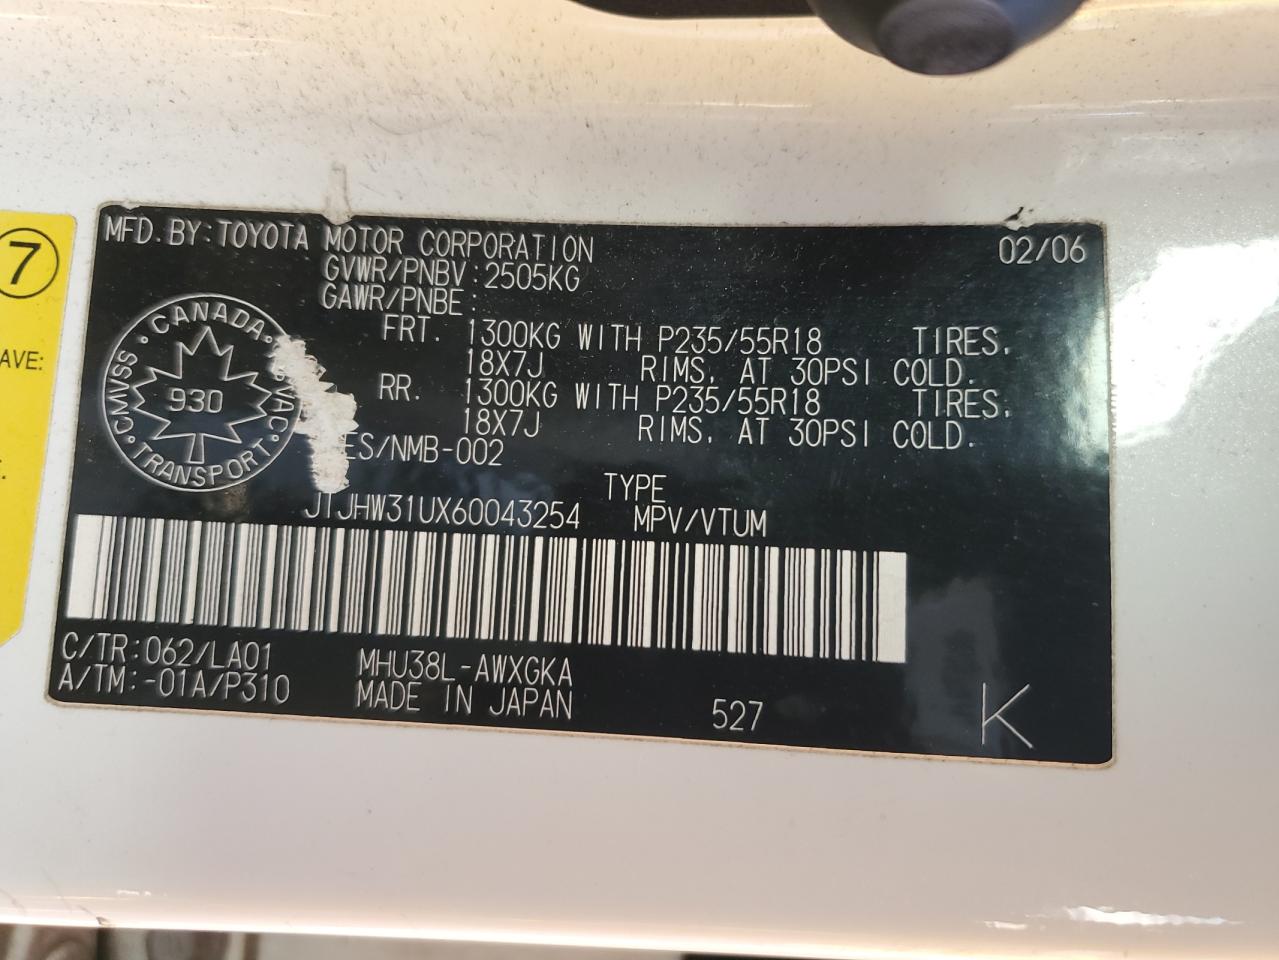 MFD. BY: TOYOTA MOTOR CORPORATION 02/06
GVWR/PNBV: 2505KG
GAWR/PNBE:
FRT. 1300KG WITH P235/55R18 TIRES.
18X7J RIMS, AT 30PSI COLD.
RR. 1300KG WITH P235/55R18 TIRES.
18X7J RIMS, AT 30PSI COLD.
ES/NMB-002
CANADA
CMVSS 930
TRANSPORT
TYPE
JTJHW31UX60043254 MPV/VTUM
C/TR: 062/LA01 MHU38L-AWXGKA
A/TM: -01A/P310 MADE IN JAPAN 527 K
7
AVE: